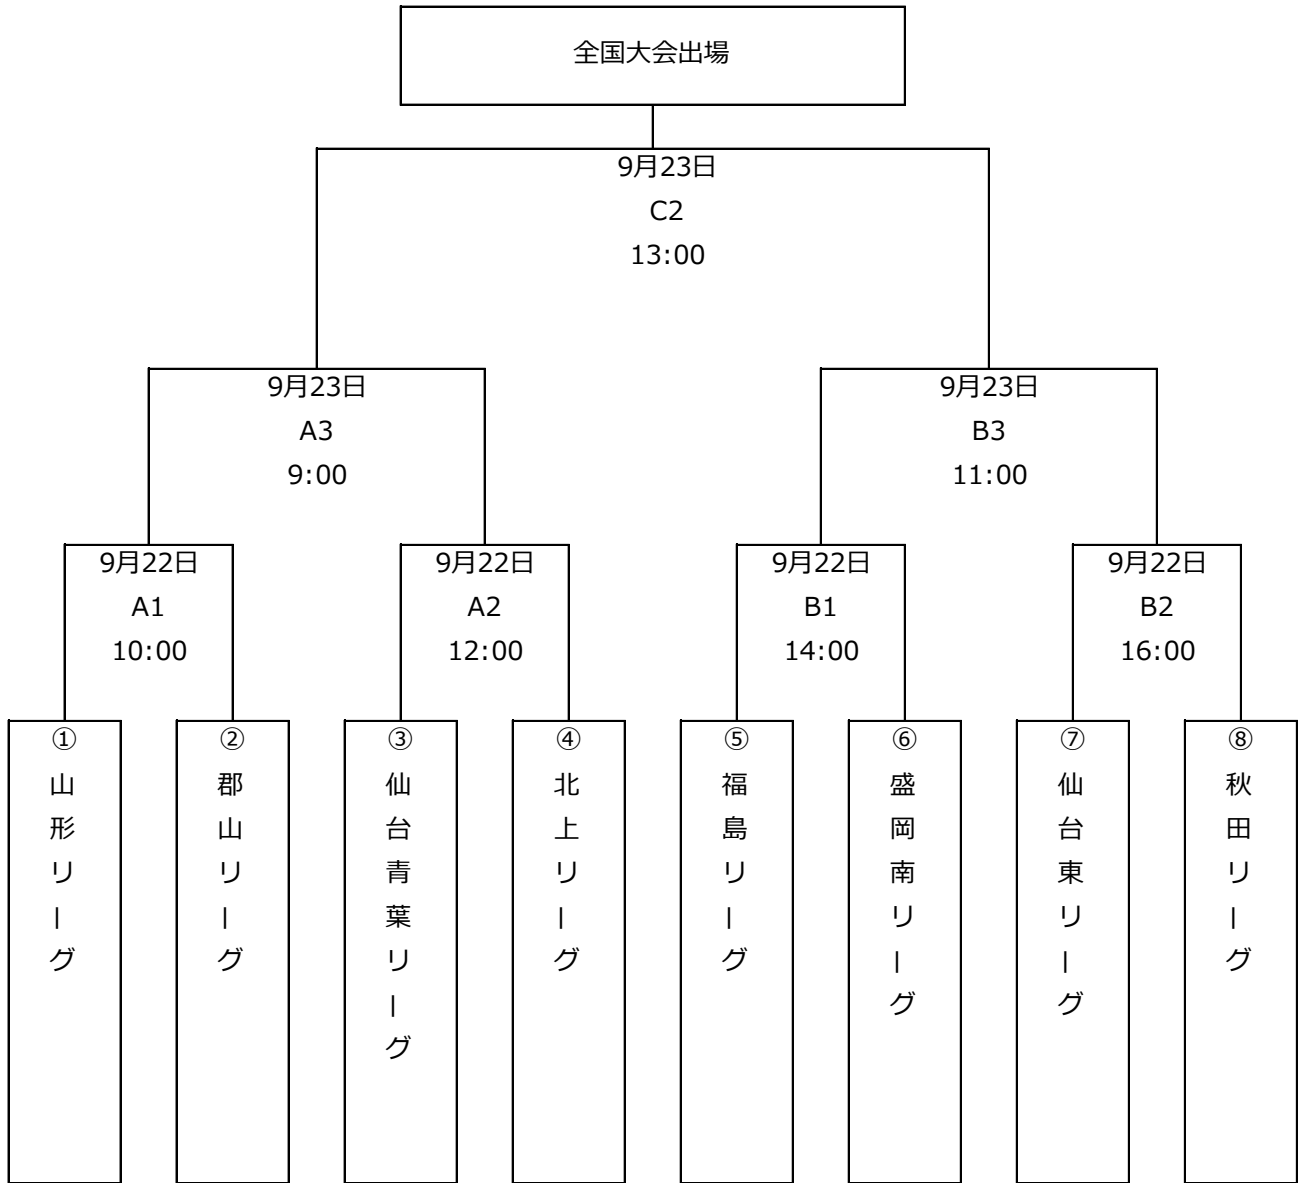 全国大会出場
9月23日
C2
13:00
9月23日
A3
9:00
9月23日
B3
11:00
9月22日
A1
10:00
9月22日
A2
12:00
9月22日
B1
14:00
9月22日
B2
16:00
①山形リーグ
②郡山リーグ
③仙台青葉リーグ
④北上リーグ
⑤福島リーグ
⑥盛岡南リーグ
⑦仙台東リーグ
⑧秋田リーグ